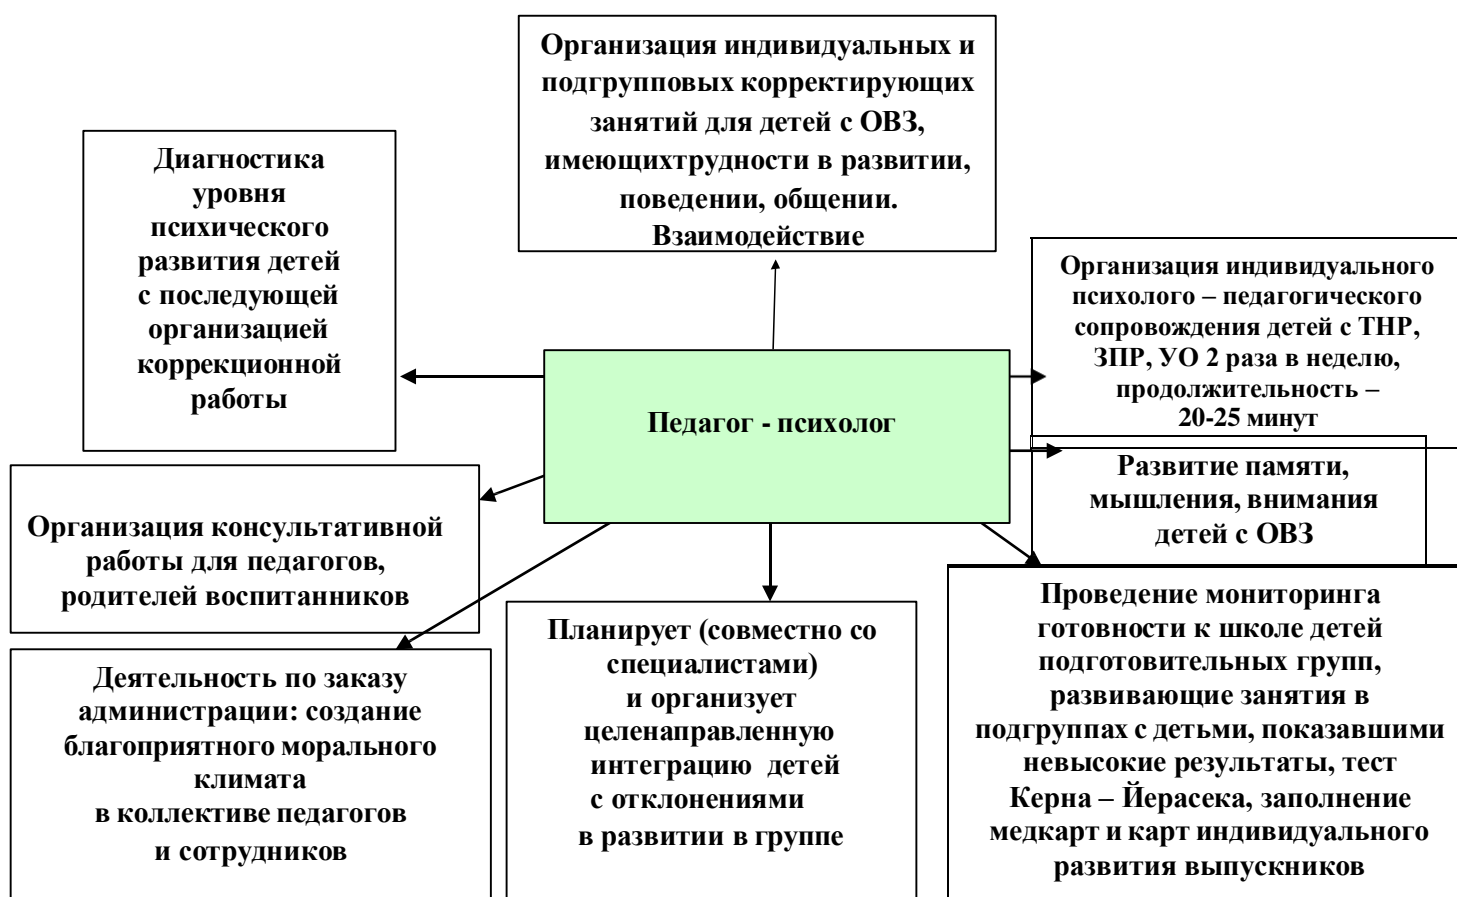 Организация индивидуальных и
подгрупповых корректирующих
занятий для детей с ОВЗ,
имеющихтрудности в развитии,
поведении, общении.
Взаимодействие
Диагностика
уровня
психического
развития детей
с последующей
организацией
коррекционной
работы
Организация индивидуального
психолого – педагогического
сопровождения детей с ТНР,
ЗПР, УО 2 раза в неделю,
продолжительность –
20-25 минут
Педагог - психолог
Развитие памяти,
мышления, внимания
детей с ОВЗ
Организация консультативной
работы для педагогов,
родителей воспитанников
Деятельность по заказу
администрации: создание
благоприятного морального
климата
в коллективе педагогов
и сотрудников
Планирует (совместно со
специалистами)
и организует
целенаправленную
интеграцию детей
с отклонениями
в развитии в группе
Проведение мониторинга
готовности к школе детей
подготовительных групп,
развивающие занятия в
подгруппах с детьми, показавшими
невысокие результаты, тест
Керна – Йерасека, заполнение
медкарт и карт индивидуального
развития выпускников